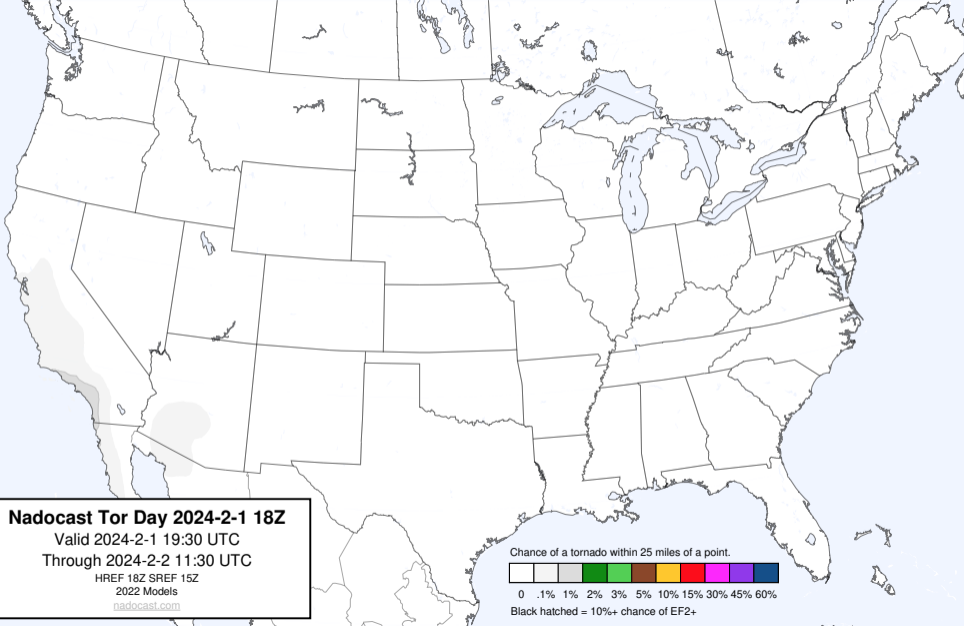 Nadocast Tor Day 2024-2-1 18Z
Valid 2024-2-1 19:30 UTC
Through 2024-2-2 11:30 UTC
HREF 18Z SREF 15Z
2022 Models
nadocast.com
Chance of a tornado within 25 miles of a point.
0 .1% 1% 2% 3% 5% 10% 15% 30% 45% 60%
Black hatched = 10%+ chance of EF2+